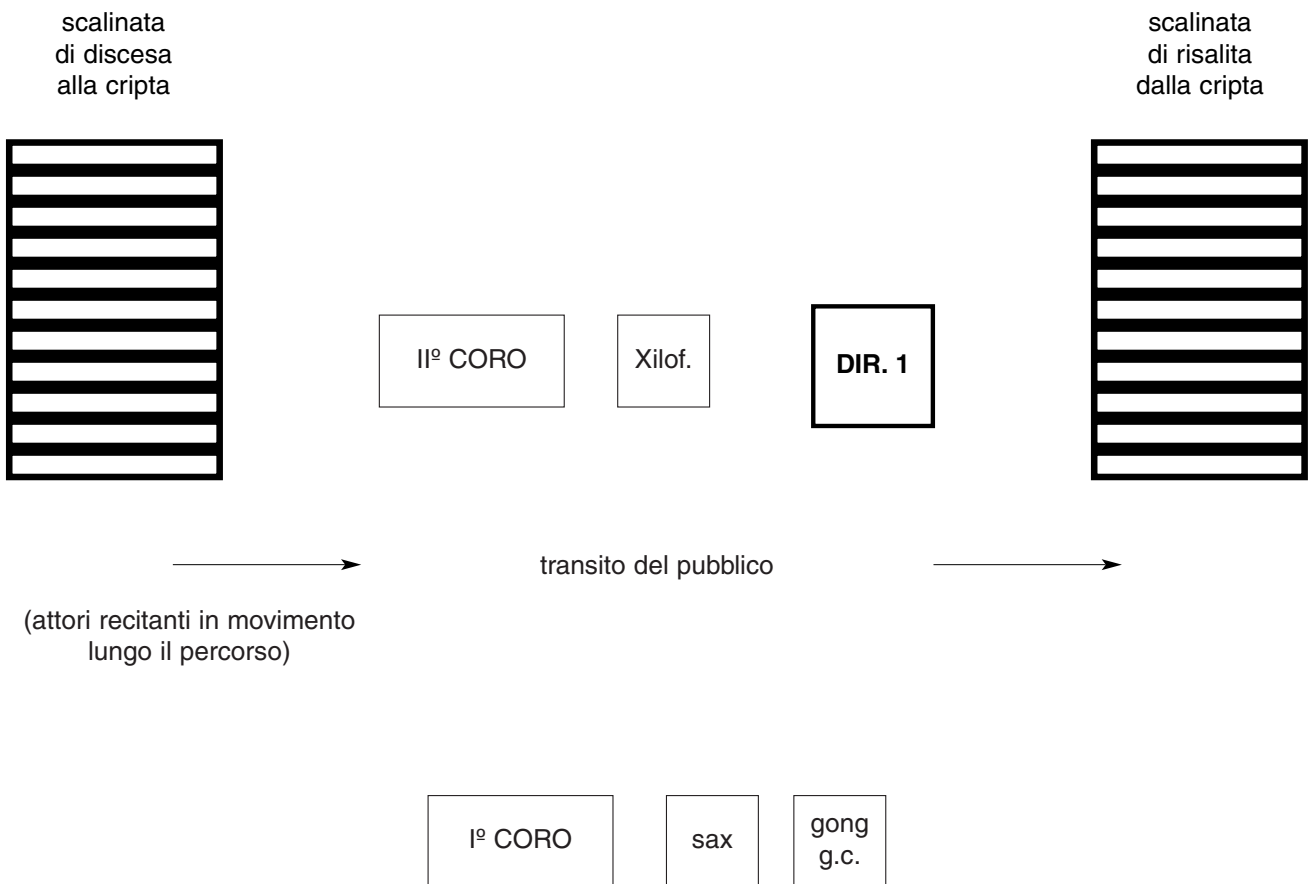 scalinata
di discesa
alla cripta
scalinata
di risalita
dalla cripta
IIº CORO
Xilof.
DIR. 1
transito del pubblico
(attori recitanti in movimento
lungo il percorso)
Iº CORO
sax
gong
g.c.